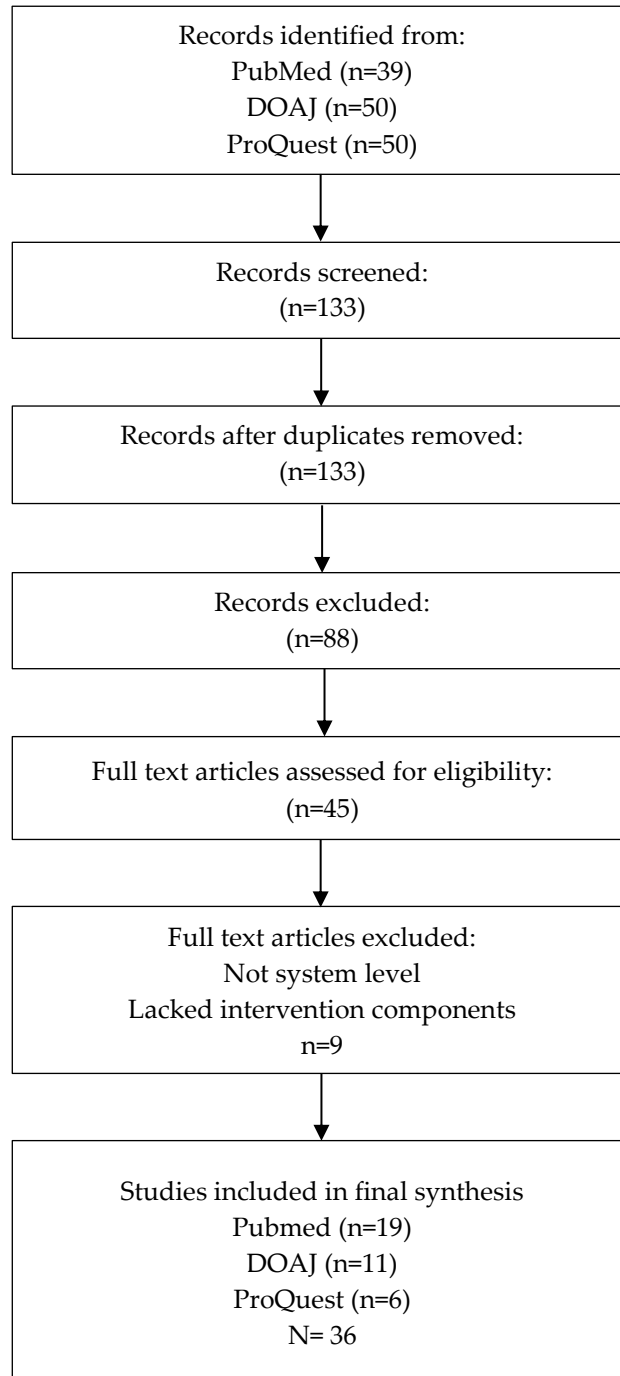 Records identified from:
PubMed (n=39)
DOAJ (n=50)
ProQuest (n=50)
Records screened:
(n=133)
Records after duplicates removed:
(n=133)
Records excluded:
(n=88)
Full text articles assessed for eligibility:
(n=45)
Full text articles excluded:
Not system level
Lacked intervention components
n=9
Studies included in final synthesis
Pubmed (n=19)
DOAJ (n=11)
ProQuest (n=6)
N= 36